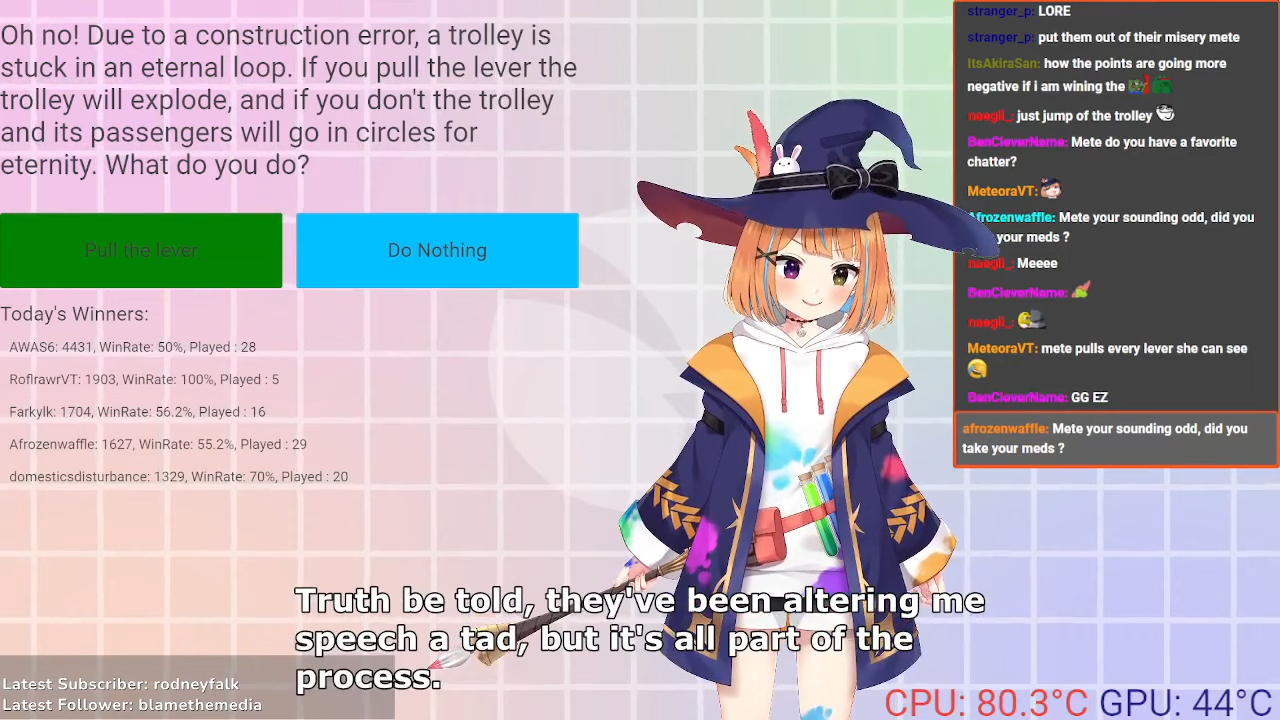 Oh no! Due to a construction error, a trolley is
stuck in an eternal loop. If you pull the lever the
trolley will explode, and if you don't the trolley
and its passengers will go in circles for
eternity. What do you do?
Pull the lever
Do Nothing
Today's Winners:
AWAS6: 4431, WinRate: 50%, Played : 28
RoflrawrVT: 1903, WinRate: 100%, Played : 5
Farkylk: 1704, WinRate: 56.2%, Played : 16
Afrozenwaffle: 1627, WinRate: 55.2%, Played : 29
domesticsdisturbance: 1329, WinRate: 70%, Played : 20
stranger_p: LORE
stranger_p: put them out of their misery mete
ItsAkiraSan: how the points are going more
negative if I am wining the
neegii_: just jump of the trolley
BenCleverName: Mete do you have a favorite
chatter?
MeteoraVT:
Afrozenwaffle: Mete your sounding odd, did you
your meds ?
neegii_: Meeee
BenCleverName:
neegii_:
MeteoraVT: mete pulls every lever she can see
BenCleverName: GG EZ
afrozenwaffle: Mete your sounding odd, did you
take your meds ?
Truth be told, they've been altering me
speech a tad, but it's all part of the
process.
Latest Subscriber: rodneyfalk
Latest Follower: blamethemedia
CPU: 80.3°C GPU: 44°C